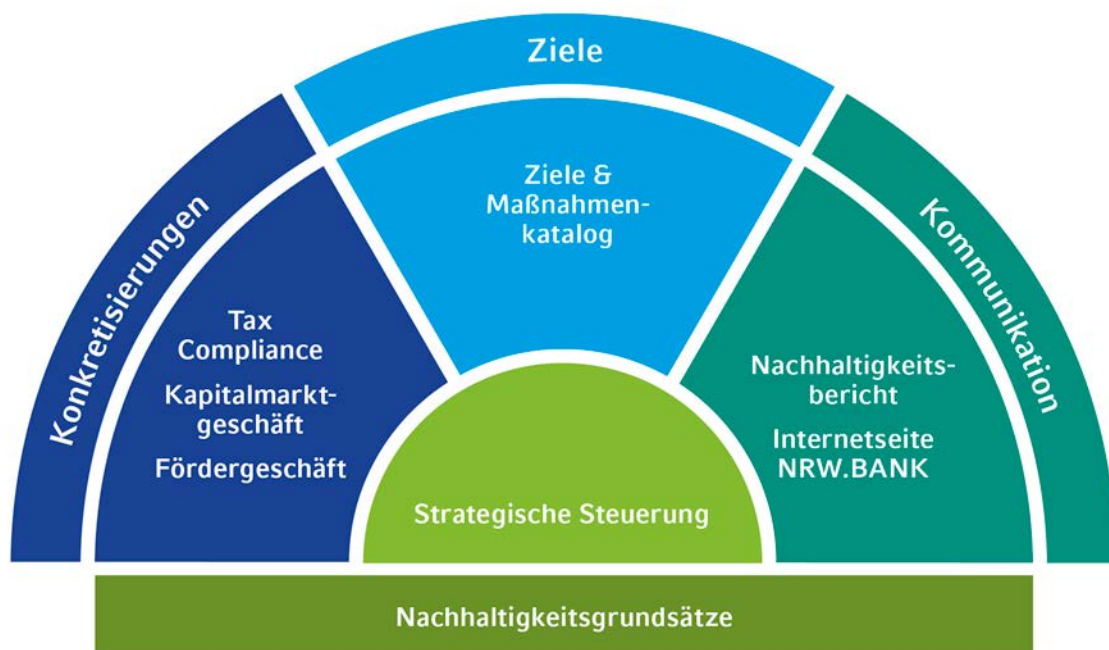 Ziele
Ziele &
Maßnahmen-
katalog
Konkretisierungen
Tax
Compliance
Kapitalmarkt-
geschäft
Fördergeschäft
Kommunikation
Nachhaltigkeits-
bericht
Internetseite
NRW.BANK
Strategische Steuerung
Nachhaltigkeitsgrundsätze